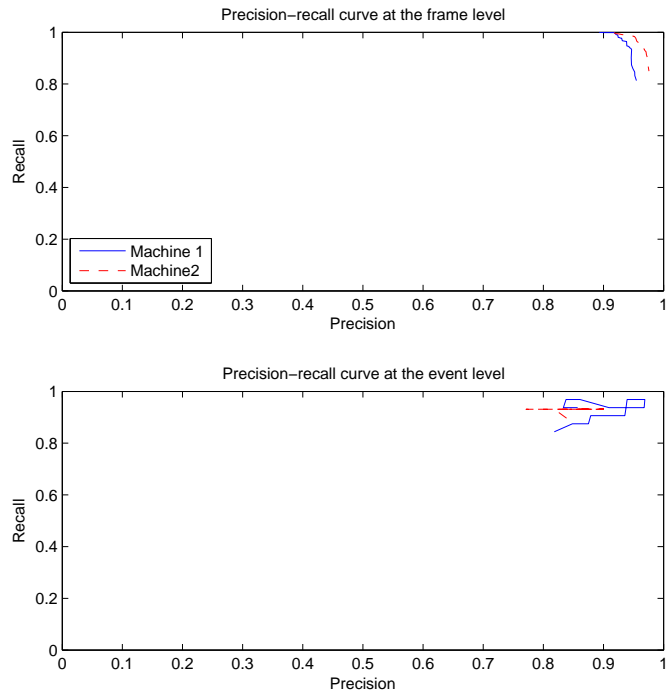 Precision−recall curve at the frame level
1
0.8
0.6
0.4
0.2
0
Recall
Machine 1
Machine2
0 0.1 0.2 0.3 0.4 0.5 0.6 0.7 0.8 0.9 1
Precision
Precision−recall curve at the event level
1
0.8
0.6
0.4
0.2
0
Recall
0 0.1 0.2 0.3 0.4 0.5 0.6 0.7 0.8 0.9 1
Precision